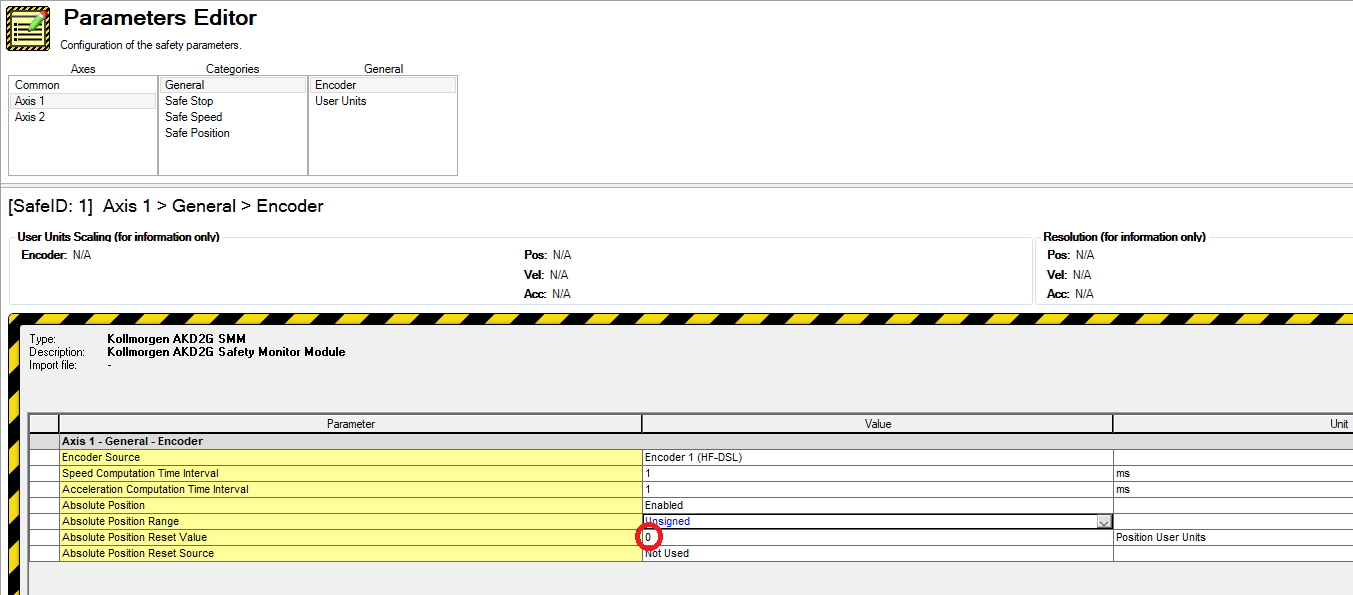 Parameters Editor
Configuration of the safety parameters.
Axes Categories General
Common General Encoder
Axis 1 Safe Stop User Units
Axis 2 Safe Speed
Safe Position
[SafeID: 1] Axis 1 > General > Encoder
User Units Scaling (for information only) Resolution (for information only)
Encoder: N/A Pos: N/A Pos: N/A
Vel: N/A Vel: N/A
Acc: N/A Acc: N/A
Type: Kollmorgen AKD2G SMM
Description: Kollmorgen AKD2G Safety Monitor Module
Import file: -
Parameter Value Unit
Axis 1 - General - Encoder
Encoder Source Encoder 1 (HF-DSL)
Speed Computation Time Interval 1 ms
Acceleration Computation Time Interval 1 ms
Absolute Position Enabled
Absolute Position Range Unsigned
Absolute Position Reset Value 0 Position User Units
Absolute Position Reset Source Not Used